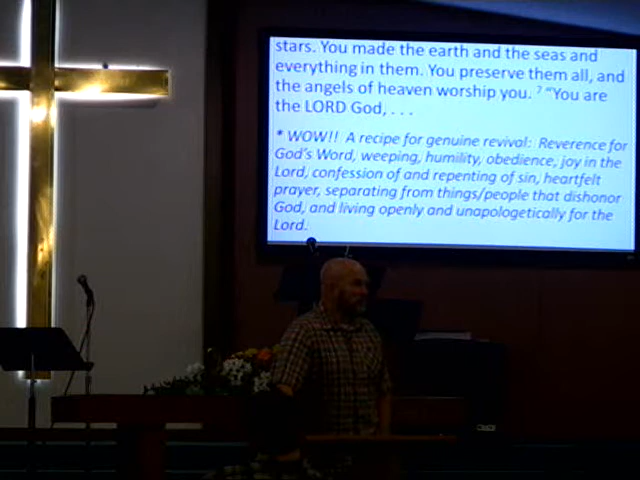 stars. You made the earth and the seas and
everything in them. You preserve them all, and
the angels of heaven worship you. ⁷ “You are
the LORD God, . . .
* WOW!! A recipe for genuine revival: Reverence for
God's Word, weeping, humility, obedience, joy in the
Lord, confession of and repenting of sin, heartfelt
prayer, separating from things/people that dishonor
God, and living openly and unapologetically for the
Lord.